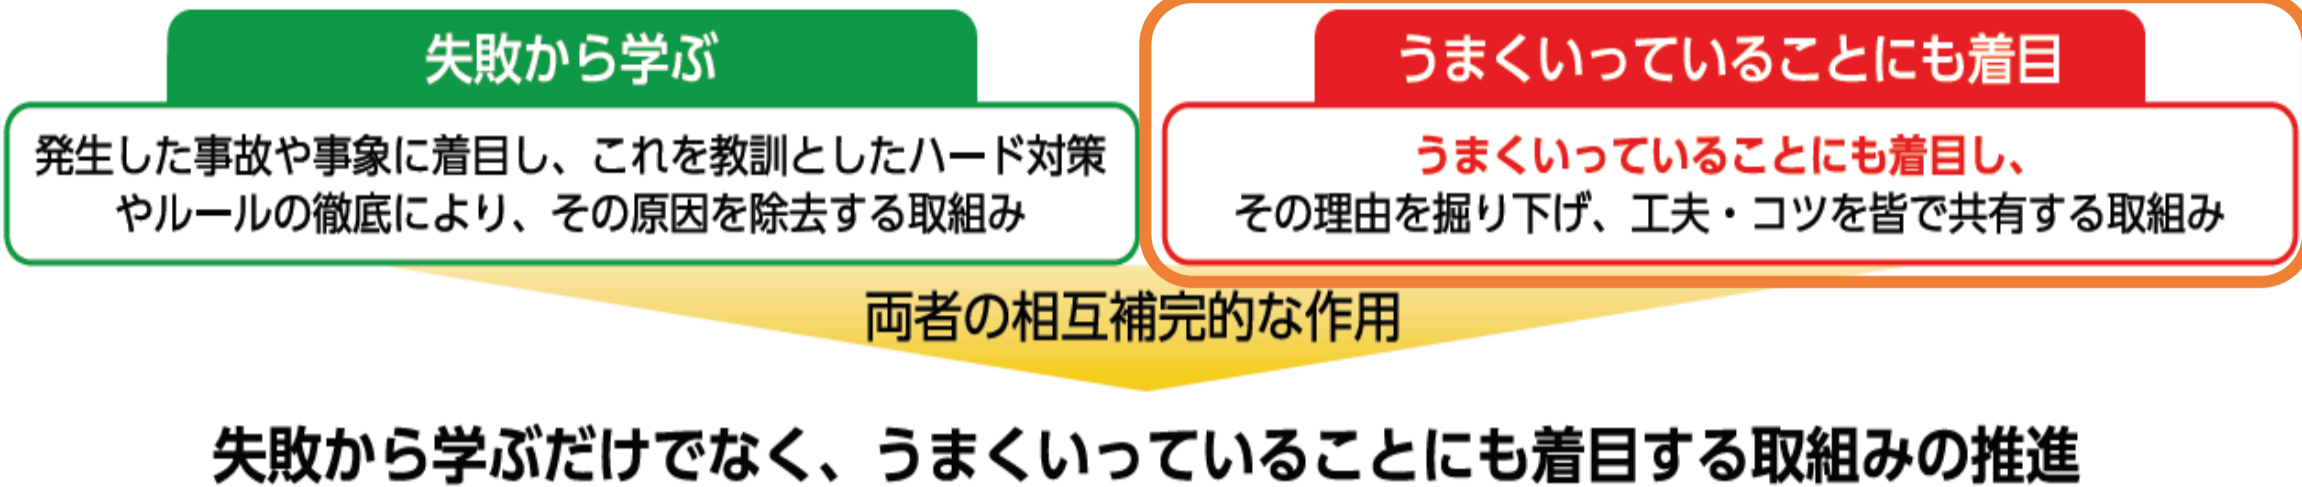 失敗から学ぶ
発生した事故や事象に着目し、これを教訓としたハード対策
やルールの徹底により、その原因を除去する取組み
うまくいっていることにも着目
うまくいっていることにも着目し、
その理由を掘り下げ、工夫・コツを皆で共有する取組み
両者の相互補完的な作用
失敗から学ぶだけでなく、うまくいっていることにも着目する取組みの推進